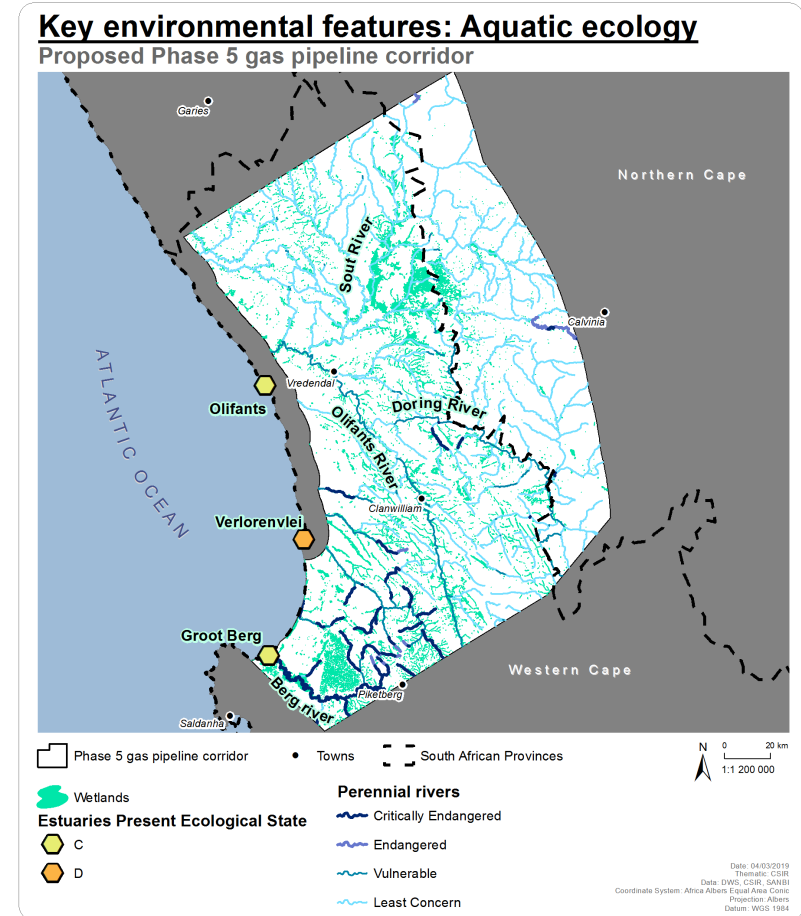 Key environmental features: Aquatic ecology
Proposed Phase 5 gas pipeline corridor
Garies
Northern Cape
Sout River
Calvinia
ATLANTIC OCEAN
Vredendal
Olifants
Doring River
Olifants River
Clanwilliam
Verlorenvlei
Groot Berg
Western Cape
Berg river
Piketberg
Saldanha
Phase 5 gas pipeline corridor
Towns
South African Provinces
N
0 20 km
1:1 200 000
Wetlands
Estuaries Present Ecological State
C
D
Perennial rivers
Critically Endangered
Endangered
Vulnerable
Least Concern
Date: 04/03/2019
Thematic: CSIR
Data: DWS, CSIR, SANBI
Coordinate System: Africa Albers Equal Area Conic
Projection: Albers
Datum: WGS 1984